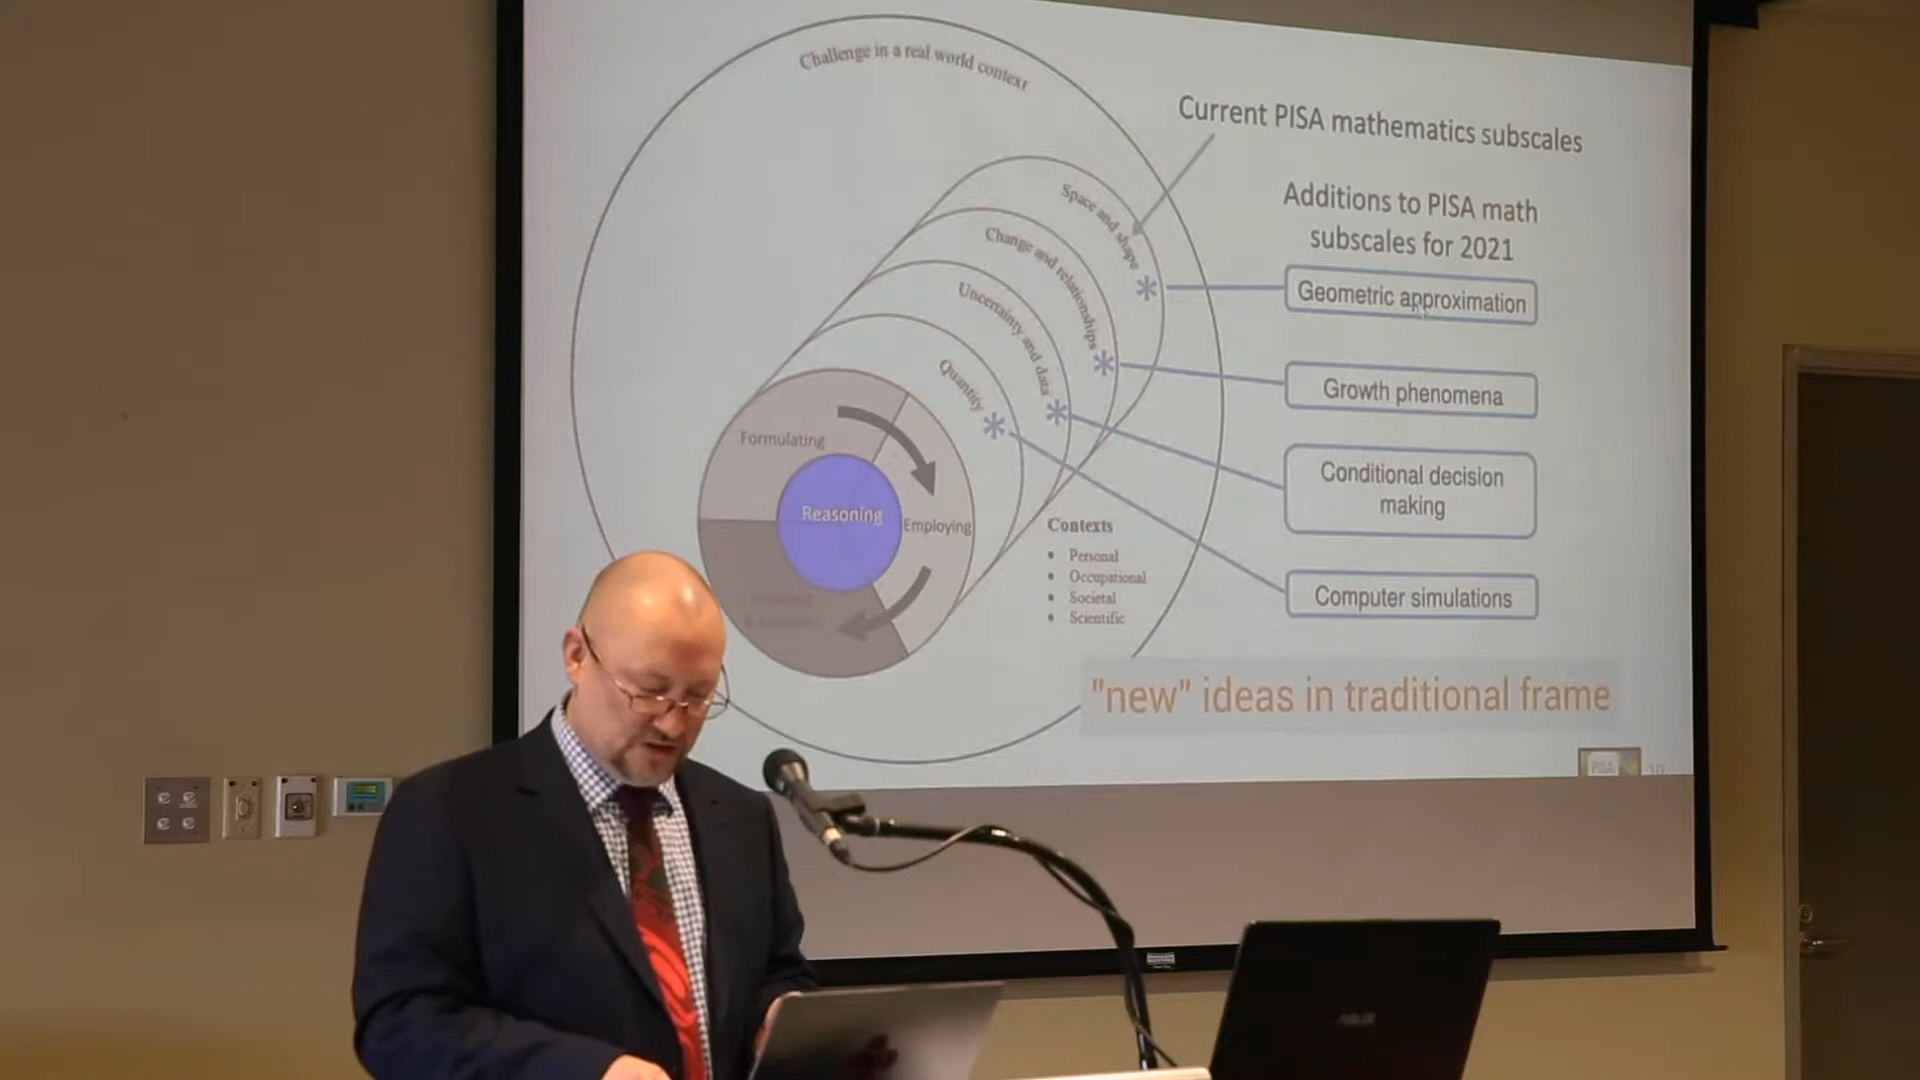 Challenge in a real world context
Current PISA mathematics subscales
Additions to PISA math
subscales for 2021
Space and shape
Change and relationships
Uncertainty and data
Quantity
Geometric approximation
Growth phenomena
Conditional decision
making
Computer simulations
Formulating
Reasoning
Employing
Contexts
• Personal
• Occupational
• Societal
• Scientific
"new" ideas in traditional frame
PISA
10
ASUS